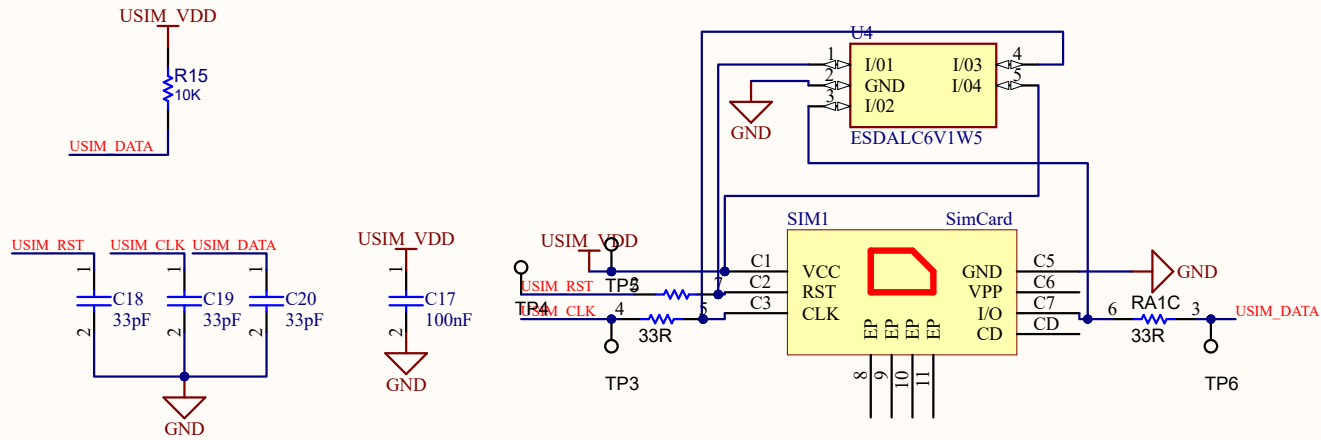 USIM_VDD
R15
10K
USIM_DATA
USIM_RST
USIM_CLK
USIM_DATA
1
C18
33pF
2
1
C19
33pF
2
1
C20
33pF
2
GND
USIM_VDD
1
C17
100nF
2
GND
U4
1
I/01
2
GND
3
I/02
I/03
4
I/04
5
ESDALC6V1W5
GND
SIM1
SimCard
USIM_VDD
C1
VCC
C2
RST
C3
CLK
GND
C5
VPP
C6
I/O
C7
CD
CD
EP
EP
EP
EP
8
9
10
11
USIM_RST
TP5
2
7
TP4
USIM_CLK
4
5
33R
TP3
GND
RA1C
6
3
33R
USIM_DATA
TP6